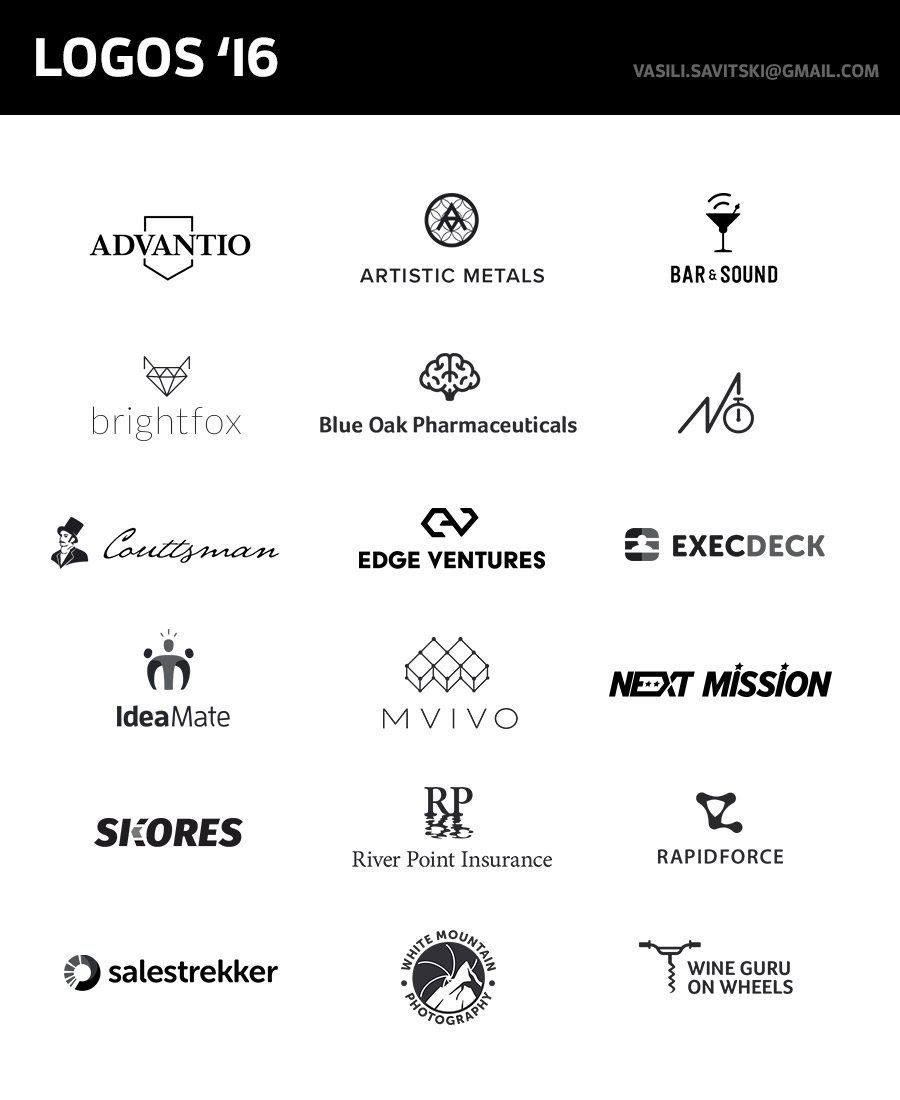 LOGOS ‘16
VASILI.SAVITSKI@GMAIL.COM
ADVANTIO
ARTISTIC METALS
BAR & SOUND
brightfox
Blue Oak Pharmaceuticals
Couttsman
EDGE VENTURES
EXECDECK
IdeaMate
MVIVO
NEXT MISSION
SKORES
RP
River Point Insurance
RAPIDFORCE
salestrekker
WHITE MOUNTAIN
PHOTOGRAPHY
WINE GURU
ON WHEELS